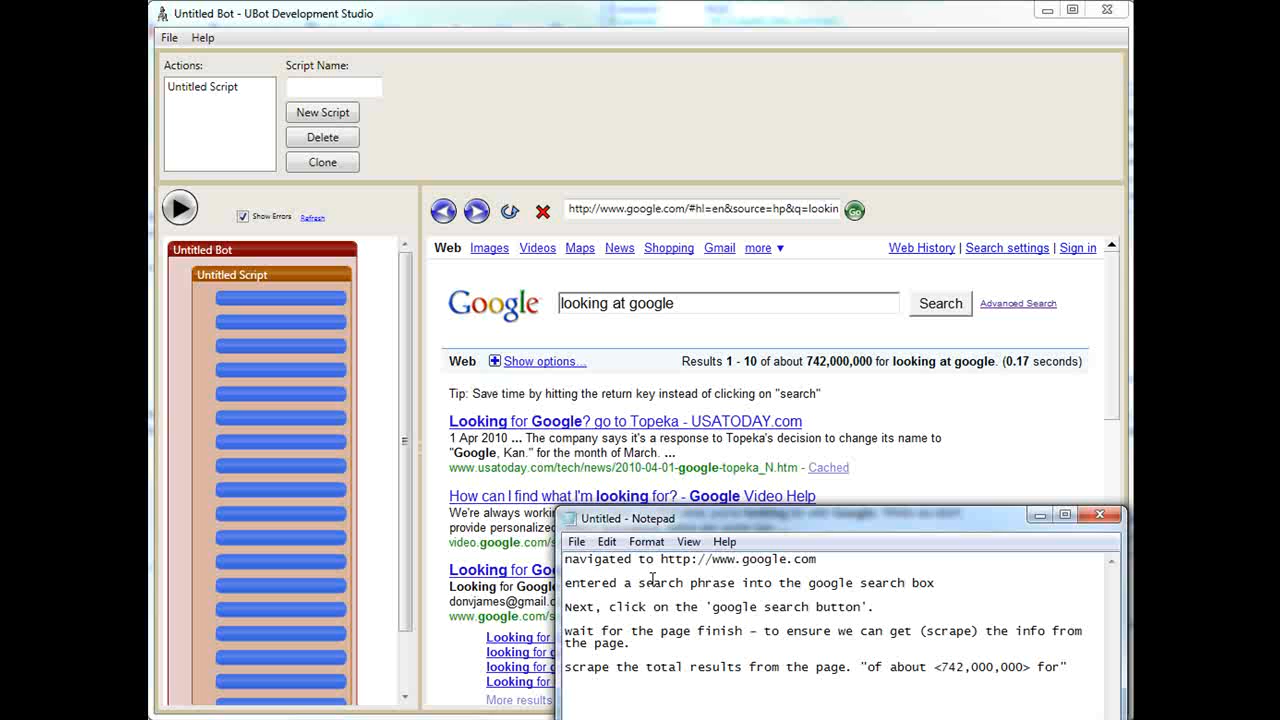 Untitled Bot - UBot Development Studio
File Help
Actions: Script Name:
Untitled Script
New Script
Delete
Clone
Show Errors Refresh
http://www.google.com/#hl=en&source=hp&q=lookin Go
Untitled Bot
Untitled Script
Web Images Videos Maps News Shopping Gmail more ▼ Web History | Search settings | Sign in
Google looking at google Search Advanced Search
Web Show options... Results 1 - 10 of about 742,000,000 for looking at google. (0.17 seconds)
Tip: Save time by hitting the return key instead of clicking on "search"
Looking for Google? go to Topeka - USATODAY.com
1 Apr 2010 ... The company says it's a response to Topeka's decision to change its name to
"Google, Kan." for the month of March. ...
www.usatoday.com/tech/news/2010-04-01-google-topeka_N.htm - Cached
How can I find what I'm looking for? - Google Video Help
We're always workin
provide personalized
video.google.com/s
Looking for Goo
Looking for Google
donvjames@gmail.c
www.google.com/s
Looking for
looking for
looking for
Looking for
More results
Untitled - Notepad
File Edit Format View Help
navigated to http://www.google.com
entered a search phrase into the google search box
Next, click on the 'google search button'.
wait for the page finish – to ensure we can get (scrape) the info from
the page.
scrape the total results from the page. "of about <742,000,000> for"